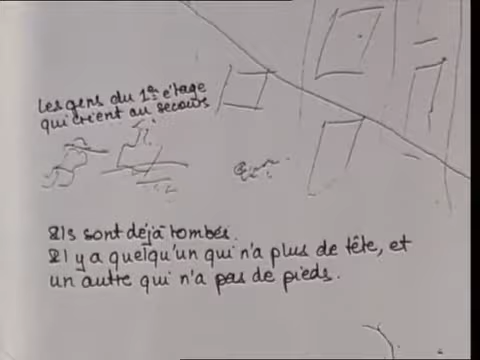 Les gens du 1er étage
qui crient au secours
Ils sont déjà tombés.
Il y a quelqu'un qui n'a plus de tête, et
un autre qui n'a pas de pieds.